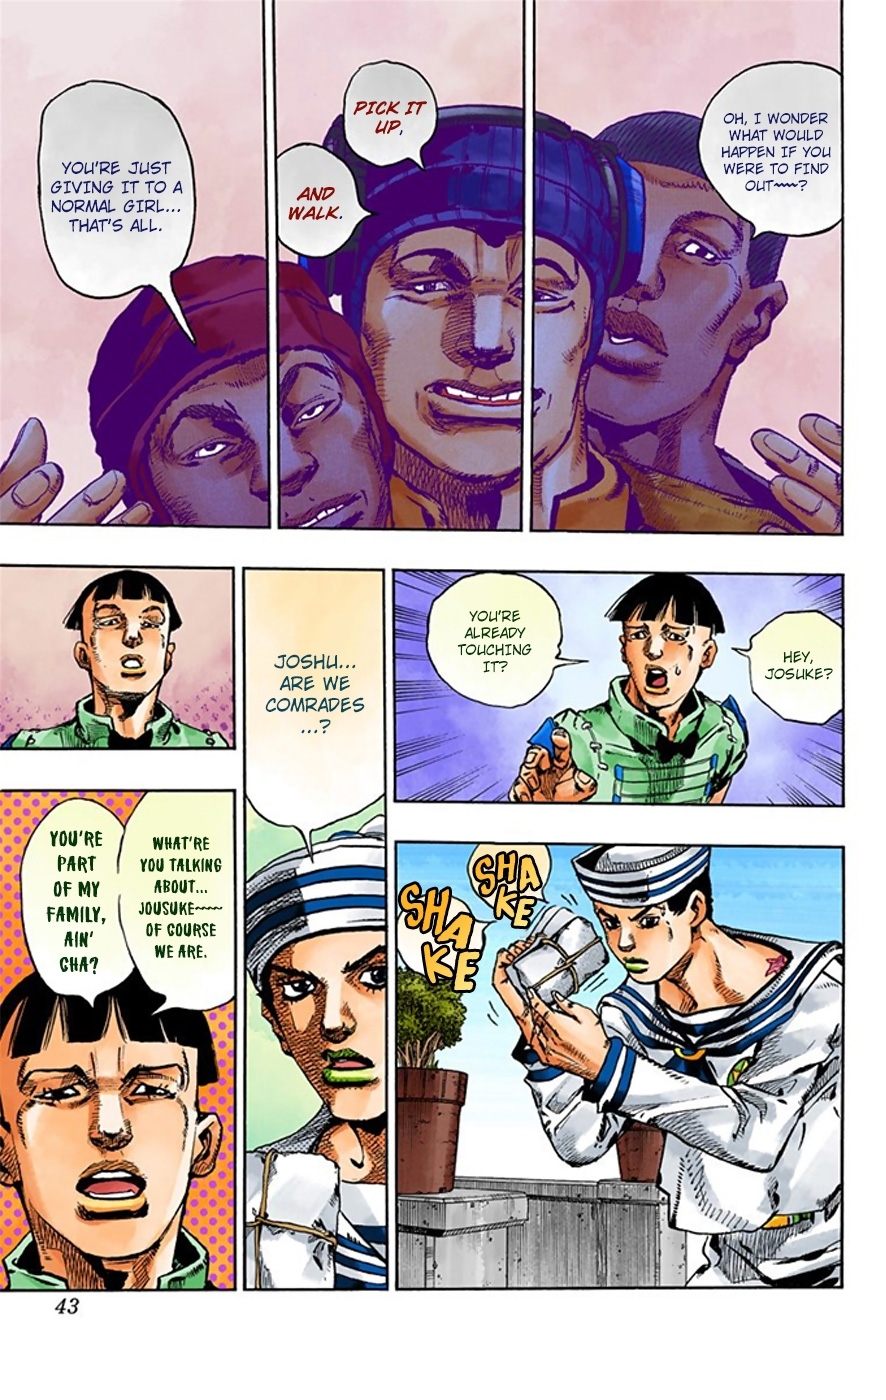 OH, I WONDER
WHAT WOULD
HAPPEN IF YOU
WERE TO FIND
OUT~~~?
PICK IT
UP,
AND
WALK.
YOU'RE JUST
GIVING IT TO A
NORMAL GIRL...
THAT'S ALL.
HEY,
JOSUKE?
YOU'RE
ALREADY
TOUCHING
IT?
SHAKE
SHAKE
JOSHU...
ARE WE
COMRADES
...?
WHAT'RE
YOU TALKING
ABOUT...
JOUSUKE~~~~
OF COURSE
WE ARE.
YOU'RE
PART
OF MY
FAMILY,
AIN'
CHA?
43